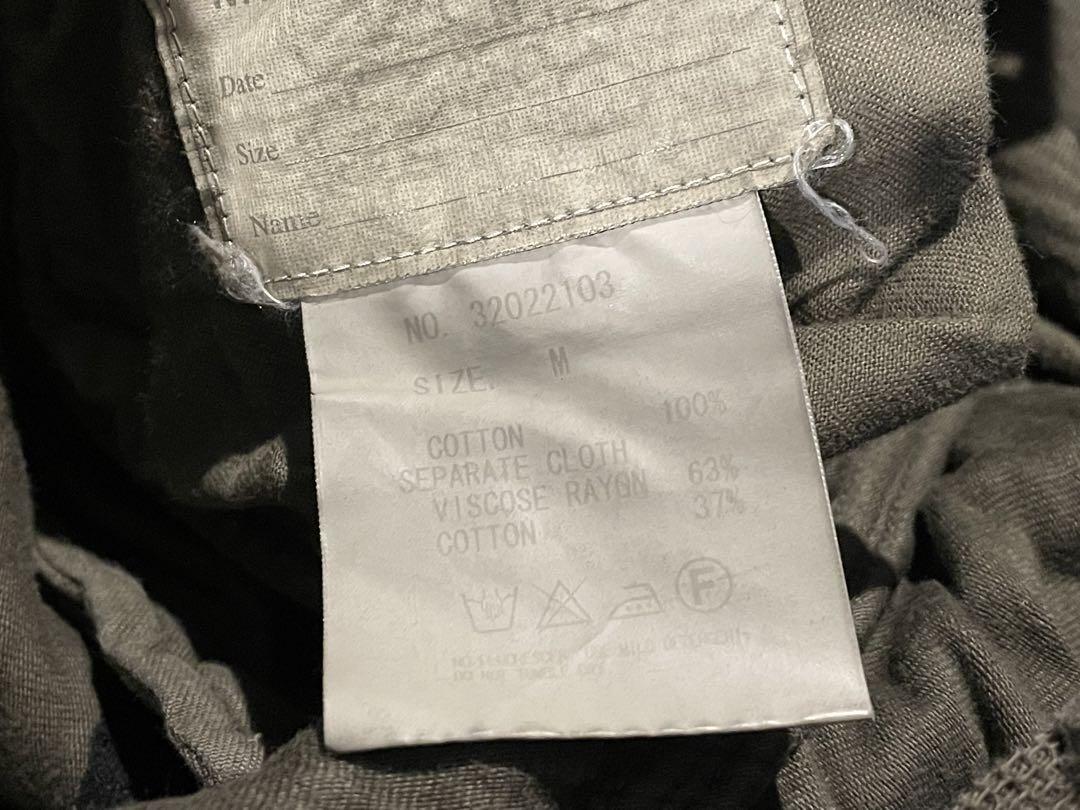 Date
Size
Name
NO. 32022103
SIZE. M
COTTON 100%
SEPARATE CLOTH
VISCOSE RAYON 63%
COTTON 37%
F